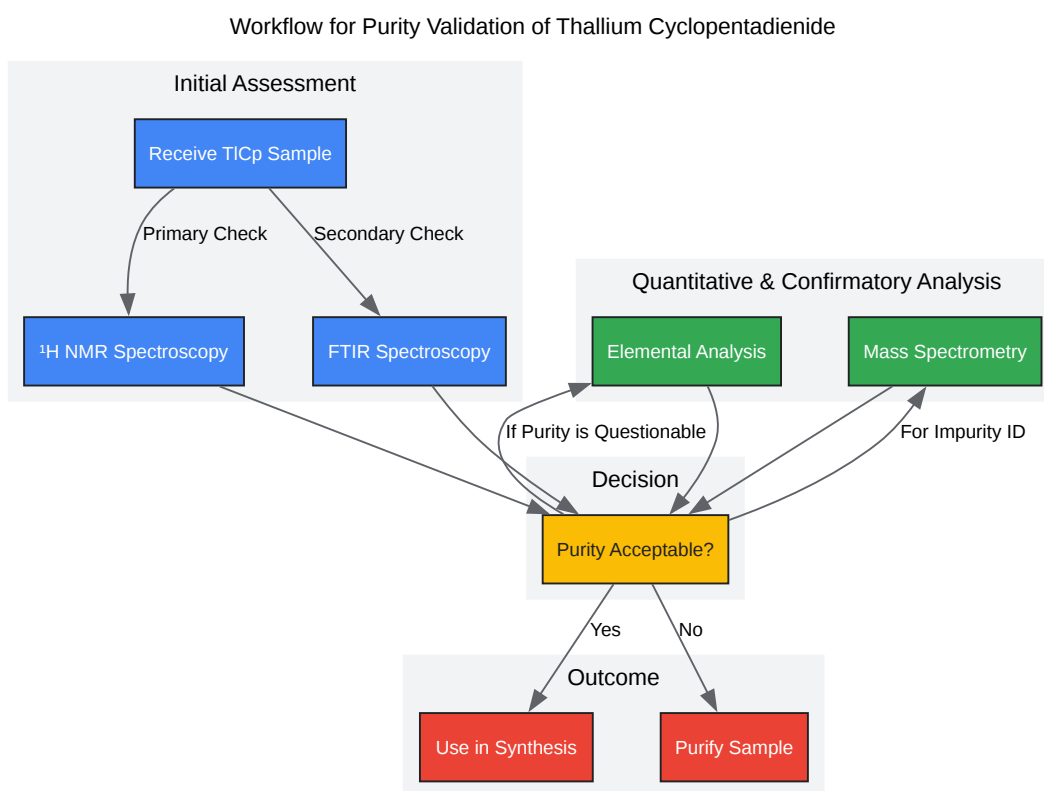 Workflow for Purity Validation of Thallium Cyclopentadienide
Initial Assessment
Receive TlCp Sample
Primary Check
Secondary Check
¹H NMR Spectroscopy
FTIR Spectroscopy
Quantitative & Confirmatory Analysis
Elemental Analysis
Mass Spectrometry
If Purity is Questionable
For Impurity ID
Decision
Purity Acceptable?
Yes
No
Outcome
Use in Synthesis
Purify Sample